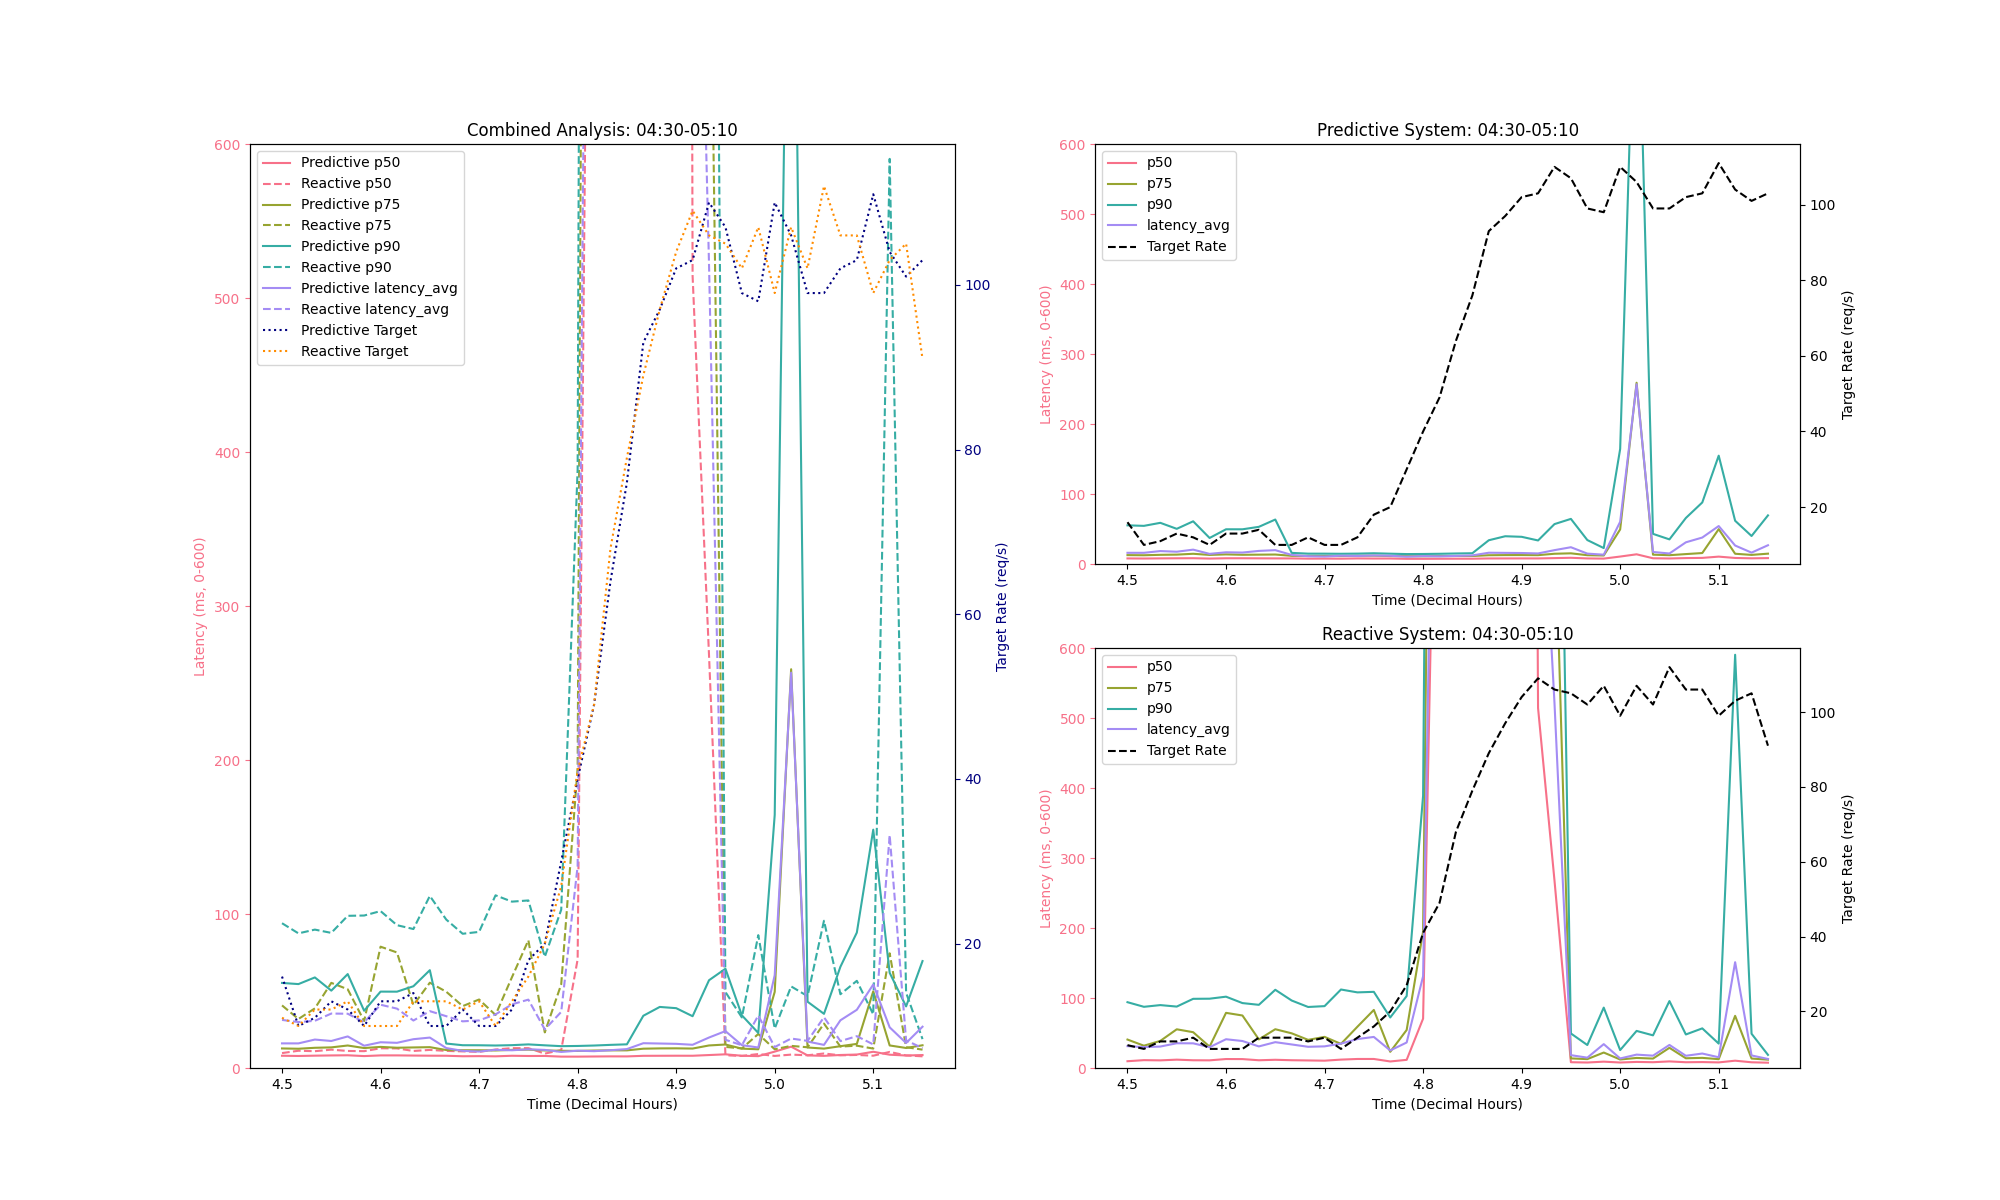 Combined Analysis: 04:30-05:10
Latency (ms, 0-600)
600
500
400
300
200
100
0
Predictive p50
Reactive p50
Predictive p75
Reactive p75
Predictive p90
Reactive p90
Predictive latency_avg
Reactive latency_avg
Predictive Target
Reactive Target
100
80
60
40
20
Target Rate (req/s)
4.5 4.6 4.7 4.8 4.9 5.0 5.1
Time (Decimal Hours)
Predictive System: 04:30-05:10
Latency (ms, 0-600)
600
500
400
300
200
100
0
p50
p75
p90
latency_avg
Target Rate
100
80
60
40
20
Target Rate (req/s)
4.5 4.6 4.7 4.8 4.9 5.0 5.1
Time (Decimal Hours)
Reactive System: 04:30-05:10
Latency (ms, 0-600)
600
500
400
300
200
100
0
p50
p75
p90
latency_avg
Target Rate
100
80
60
40
20
Target Rate (req/s)
4.5 4.6 4.7 4.8 4.9 5.0 5.1
Time (Decimal Hours)